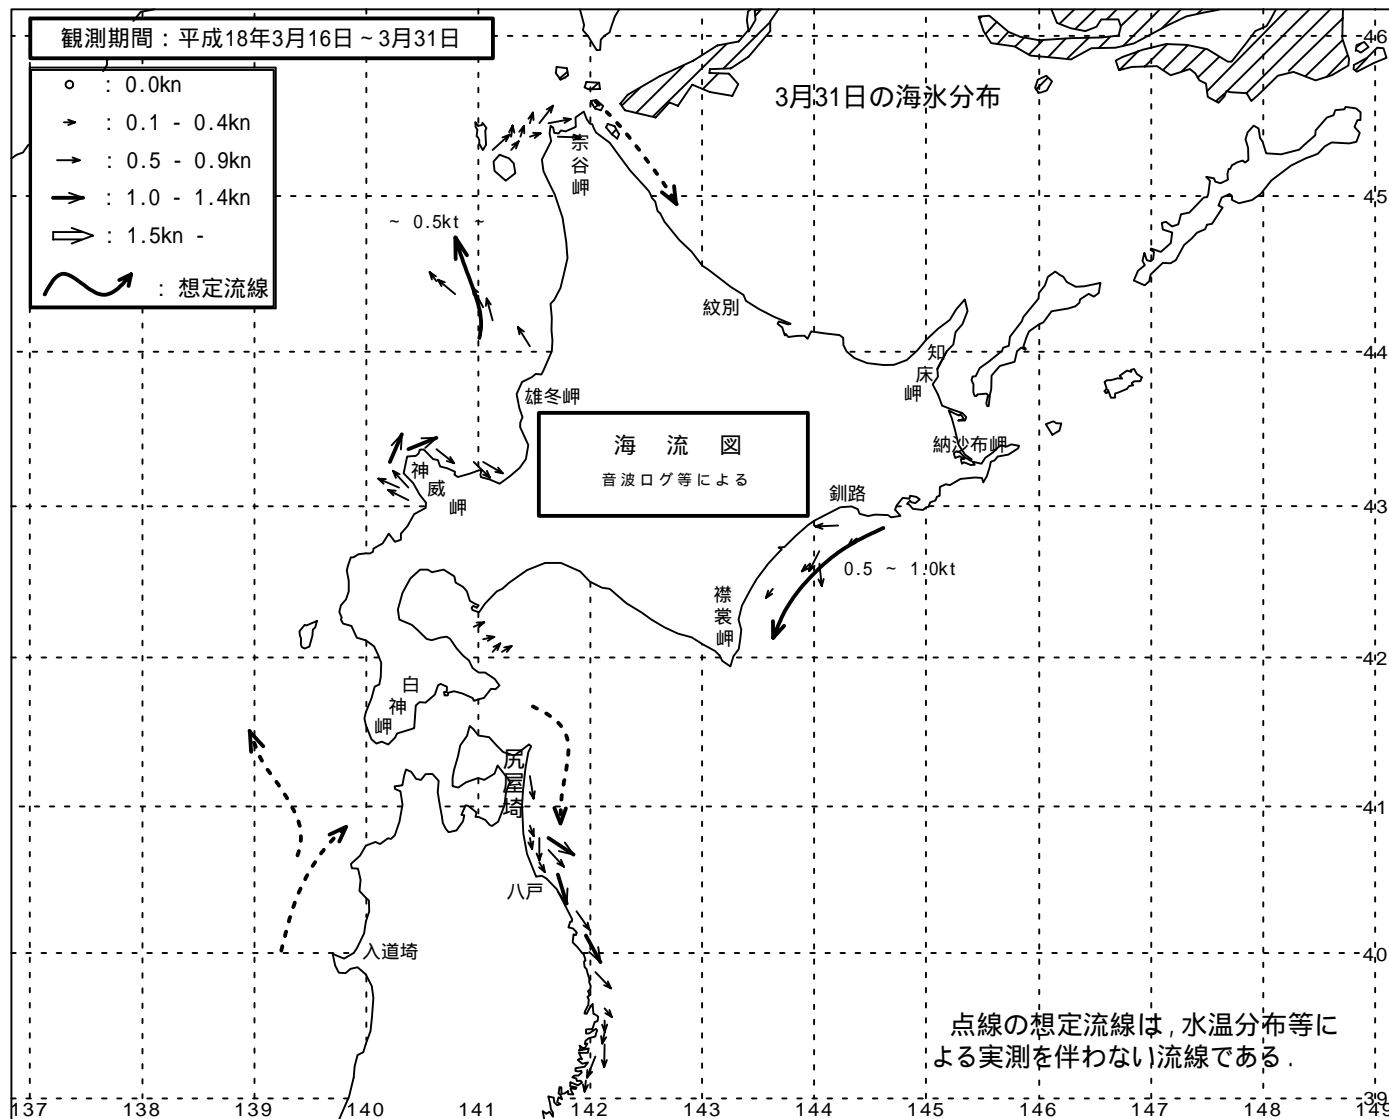 観測期間：平成18年3月16日～3月31日
：0.0kn
：0.1 - 0.4kn
：0.5 - 0.9kn
：1.0 - 1.4kn
：1.5kn -
：想定流線
3月31日の海氷分布
宗谷岬
~ 0.5kt ~
紋別
知床岬
雄冬岬
海 流 図
音波ログ等による
納沙布岬
神威岬
釧路
0.5 ~ 1.0kt
襟裳岬
白神岬
尻屋埼
八戸
入道埼
点線の想定流線は，水温分布等に
よる実測を伴わない流線である．
46
45
44
43
42
41
40
39
137 138 139 140 141 142 143 144 145 146 147 148 149